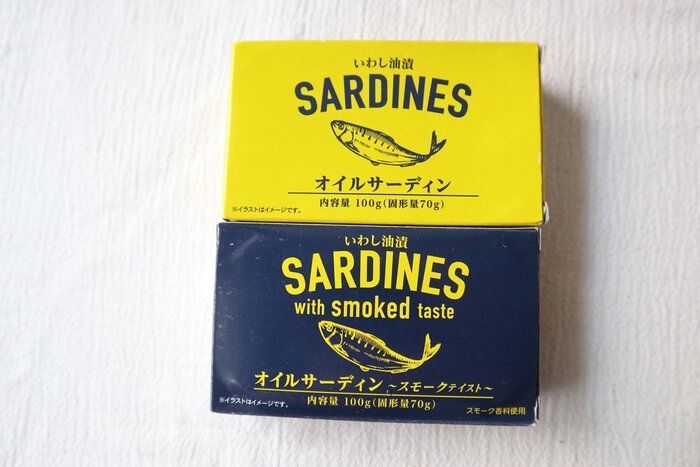 いわし油漬
SARDINES
オイルサーディン
内容量 100g(固形量70g)
※イラストはイメージです。
いわし油漬
SARDINES
with smoked taste
オイルサーディン ～スモークテイスト～
内容量 100g(固形量70g)
※イラストはイメージです。
スモーク香料使用